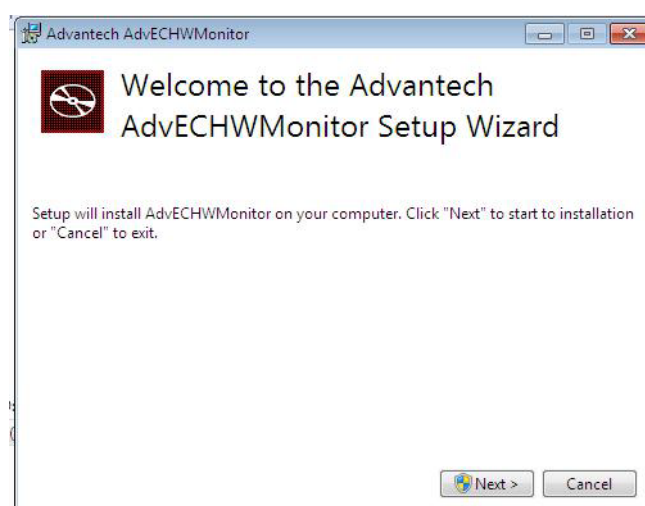 Advantech AdvECHWMonitor
Welcome to the Advantech
AdvECHWMonitor Setup Wizard
Setup will install AdvECHWMonitor on your computer. Click "Next" to start to installation
or "Cancel" to exit.
Next >
Cancel